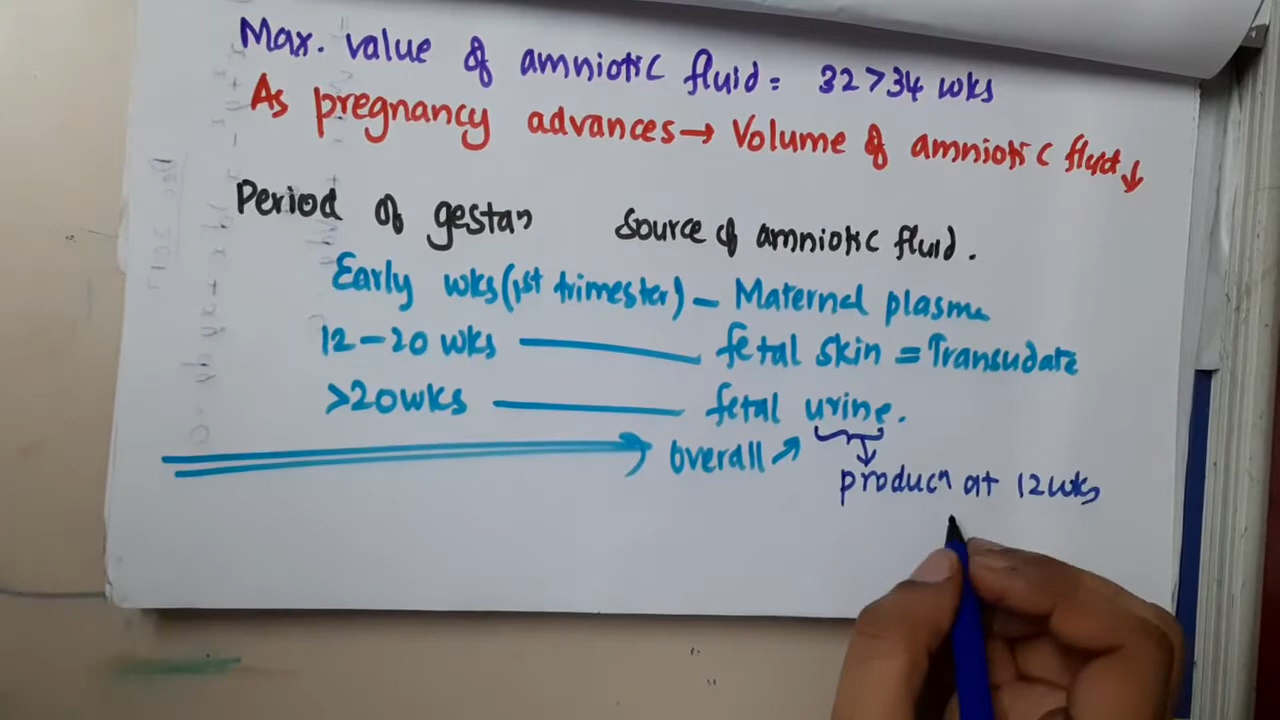 Max. value of amniotic fluid = 32 > 34 wks
As pregnancy advances → Volume of amniotic fluid ↓
Period of gestan Source of amniotic fluid.
Early wks (1st trimester) – Maternal plasma
12-20 wks — fetal skin = Transudate
>20wks — fetal urine.
overall ↗
producn at 12wks